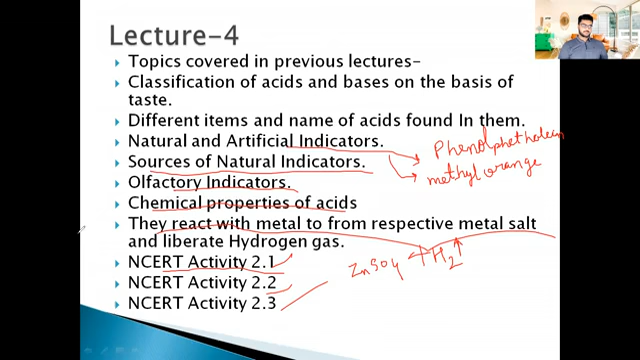 Lecture-4
Topics covered in previous lectures-
Classification of acids and bases on the basis of
taste.
Different items and name of acids found In them.
Natural and Artificial Indicators.
Phenolphetholein
Sources of Natural Indicators.
methyl orange
Olfactory Indicators.
Chemical properties of acids
They react with metal to from respective metal salt
and liberate Hydrogen gas.
NCERT Activity 2.1
ZnSO4 + H2↑
NCERT Activity 2.2
NCERT Activity 2.3